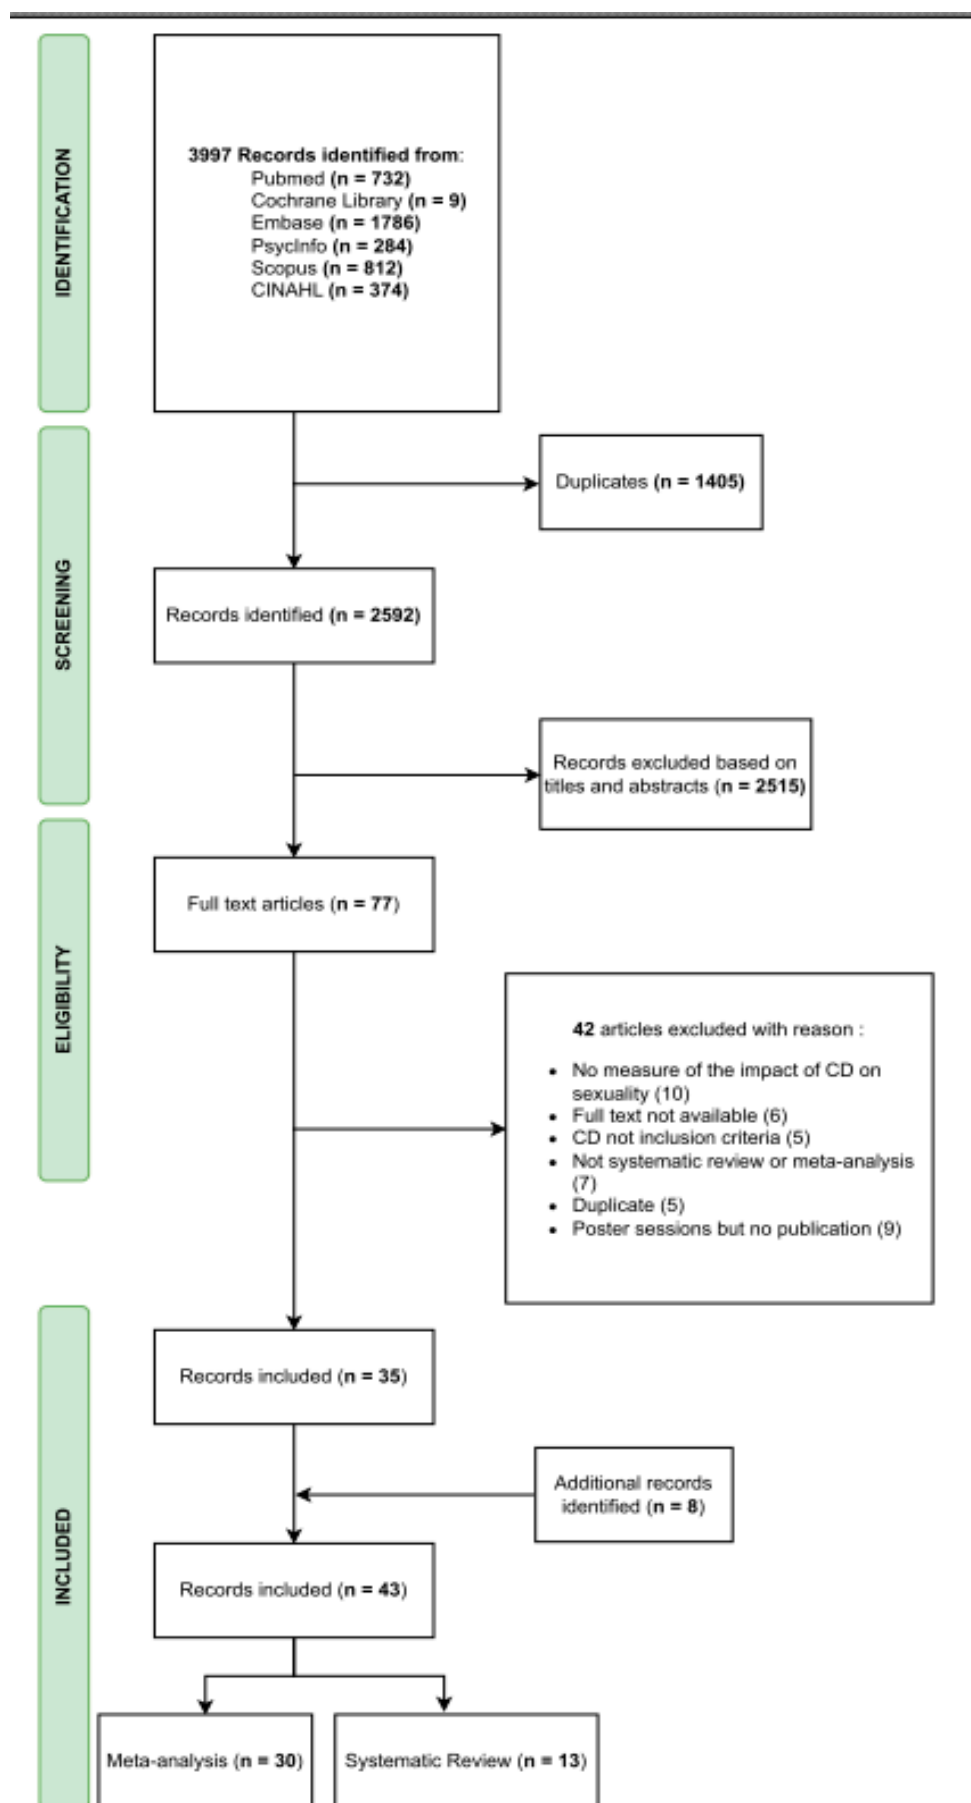 IDENTIFICATION
3997 Records identified from:
Pubmed (n = 732)
Cochrane Library (n = 9)
Embase (n = 1786)
PsycInfo (n = 284)
Scopus (n = 812)
CINAHL (n = 374)
SCREENING
Duplicates (n = 1405)
Records identified (n = 2592)
Records excluded based on
titles and abstracts (n = 2515)
ELIGIBILITY
Full text articles (n = 77)
42 articles excluded with reason :
• No measure of the impact of CD on
sexuality (10)
• Full text not available (6)
• CD not inclusion criteria (5)
• Not systematic review or meta-analysis
(7)
• Duplicate (5)
• Poster sessions but no publication (9)
INCLUDED
Records included (n = 35)
Additional records
identified (n = 8)
Records included (n = 43)
Meta-analysis (n = 30)
Systematic Review (n = 13)